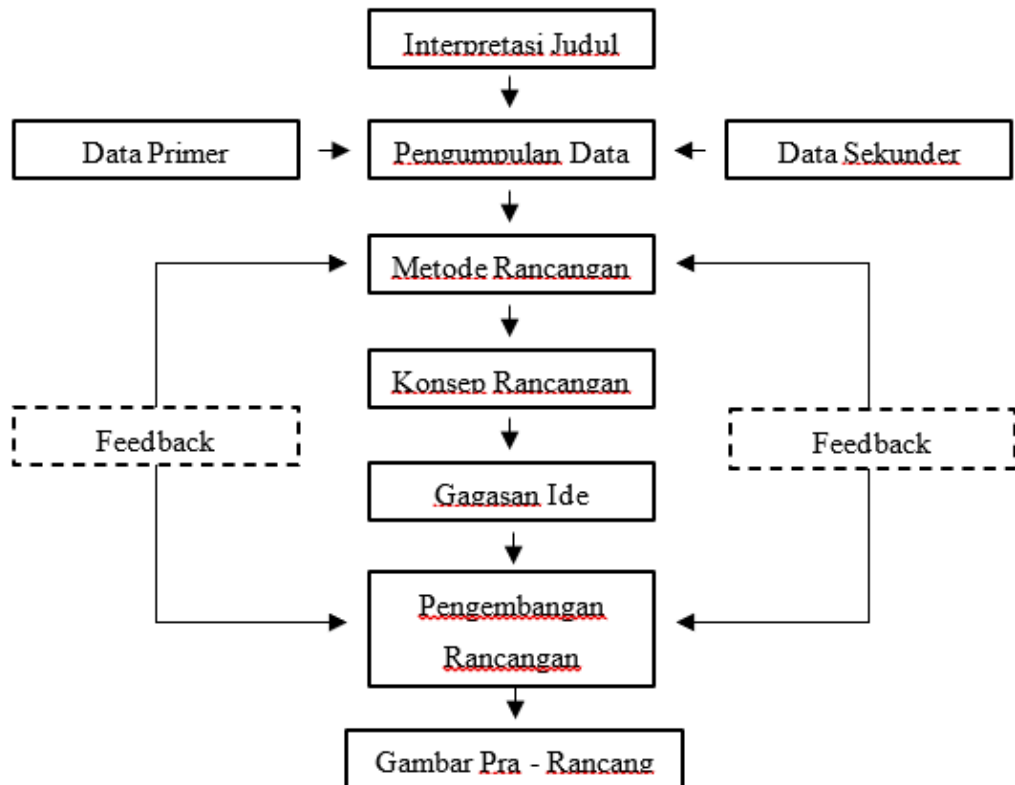 Interpretasi Judul
Data Primer
Pengumpulan Data
Data Sekunder
Metode Rancangan
Konsep Rancangan
Feedback
Feedback
Gagasan Ide
Pengembangan
Rancangan
Gambar Pra - Rancang